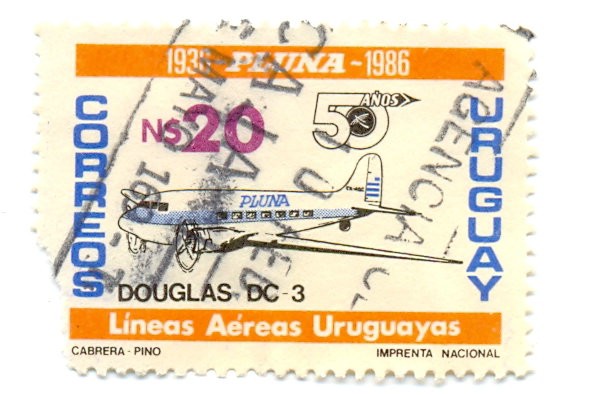 1936-PLUNA-1986
CORREOS
N$20
50 AÑOS
URUGUAY
PLUNA
DOUGLAS DC-3
Líneas Aéreas Uruguayas
CABRERA - PINO
IMPRENTA NACIONAL
AGENCIA